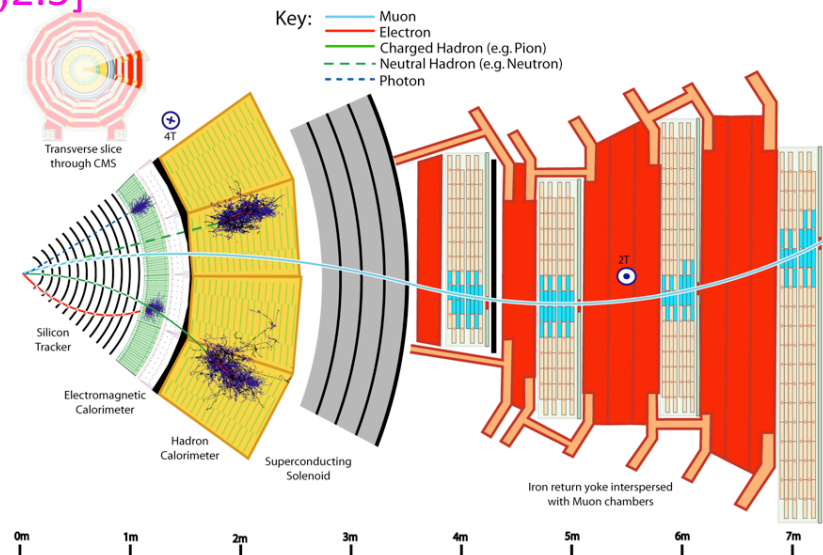 )2.5]
Key:
Muon
Electron
Charged Hadron (e.g. Pion)
Neutral Hadron (e.g. Neutron)
Photon
Transverse slice
through CMS
4T
2T
Silicon
Tracker
Electromagnetic
Calorimeter
Hadron
Calorimeter
Superconducting
Solenoid
Iron return yoke interspersed
with Muon chambers
0m 1m 2m 3m 4m 5m 6m 7m